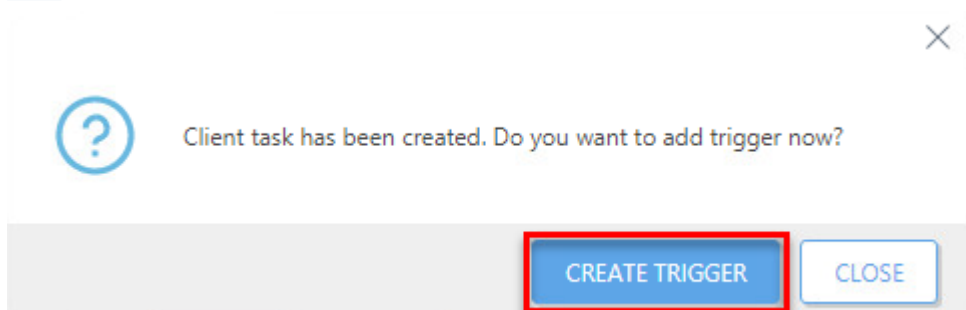 Client task has been created. Do you want to add trigger now?
CREATE TRIGGER CLOSE